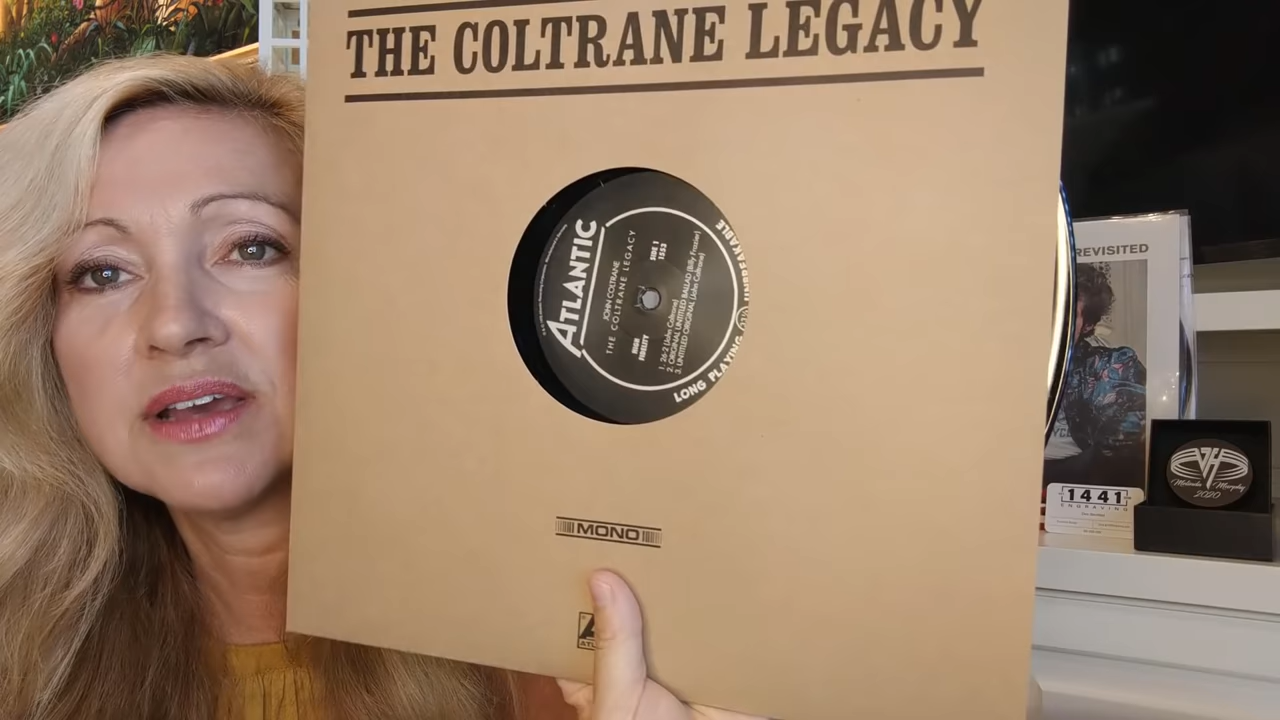 THE COLTRANE LEGACY
ATLANTIC
JOHN COLTRANE
THE COLTRANE LEGACY
SIDE 1
1553
HIGH
FIDELITY
1. 26-2 (John Coltrane)
2. ORIGINAL UNTITLED BALLAD (Billy Frazier)
3. UNTITLED ORIGINAL (John Coltrane)
LONG PLAYING UNBREAKABLE
MONO
REVISITED
1441
ENGRAVING
VH
Melinda Murphy
2020